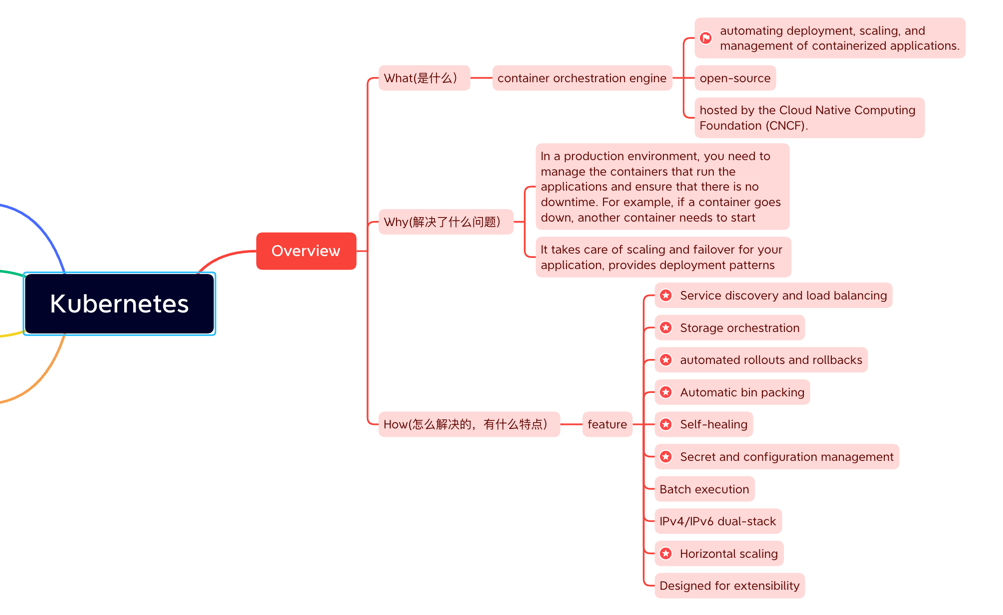 Kubernetes
Overview
What(是什么）
container orchestration engine
automating deployment, scaling, and
management of containerized applications.
open-source
hosted by the Cloud Native Computing
Foundation (CNCF).
Why(解决了什么问题）
In a production environment, you need to
manage the containers that run the
applications and ensure that there is no
downtime. For example, if a container goes
down, another container needs to start
It takes care of scaling and failover for your
application, provides deployment patterns
How(怎么解决的，有什么特点）
feature
Service discovery and load balancing
Storage orchestration
automated rollouts and rollbacks
Automatic bin packing
Self-healing
Secret and configuration management
Batch execution
IPv4/IPv6 dual-stack
Horizontal scaling
Designed for extensibility